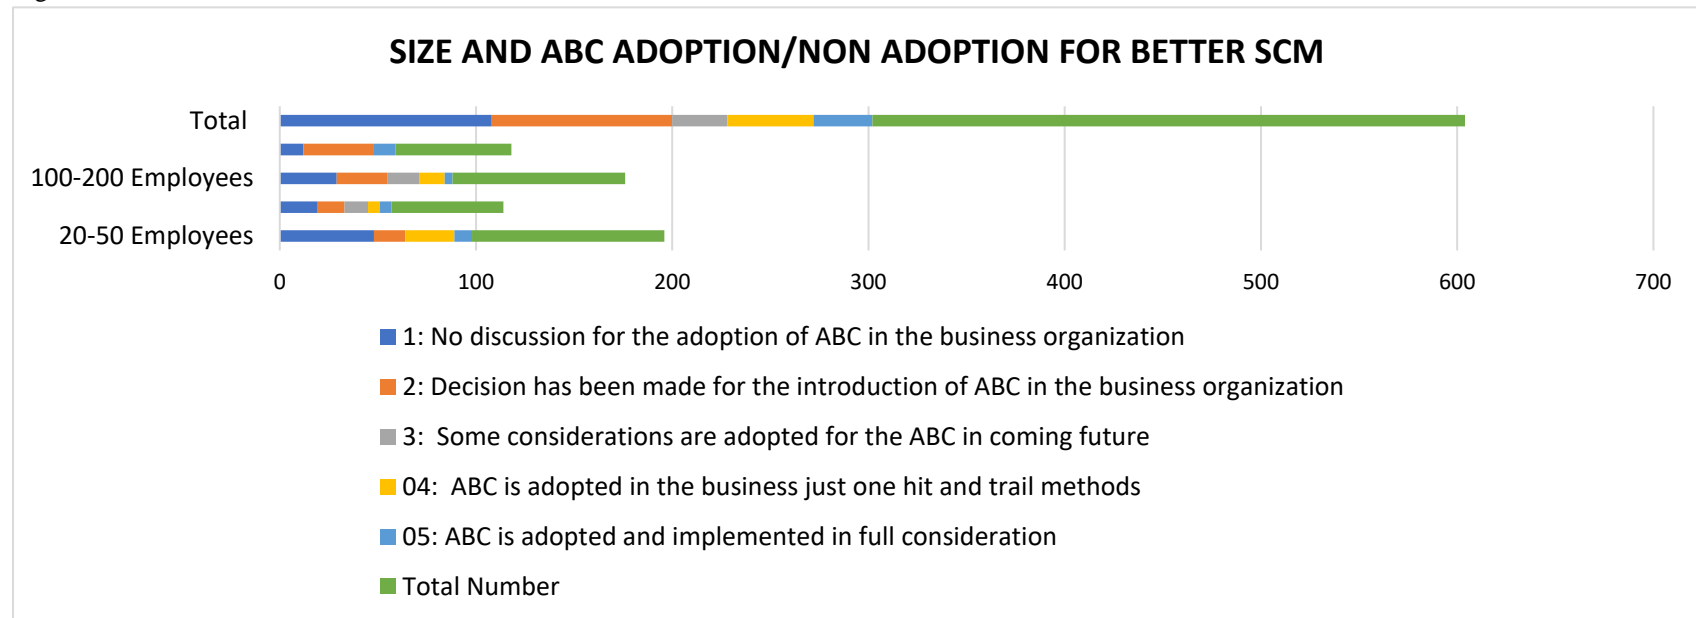 SIZE AND ABC ADOPTION/NON ADOPTION FOR BETTER SCM
Total
100-200 Employees
20-50 Employees
0 100 200 300 400 500 600 700
1: No discussion for the adoption of ABC in the business organization
2: Decision has been made for the introduction of ABC in the business organization
3:  Some considerations are adopted for the ABC in coming future
04:  ABC is adopted in the business just one hit and trail methods
05: ABC is adopted and implemented in full consideration
Total Number